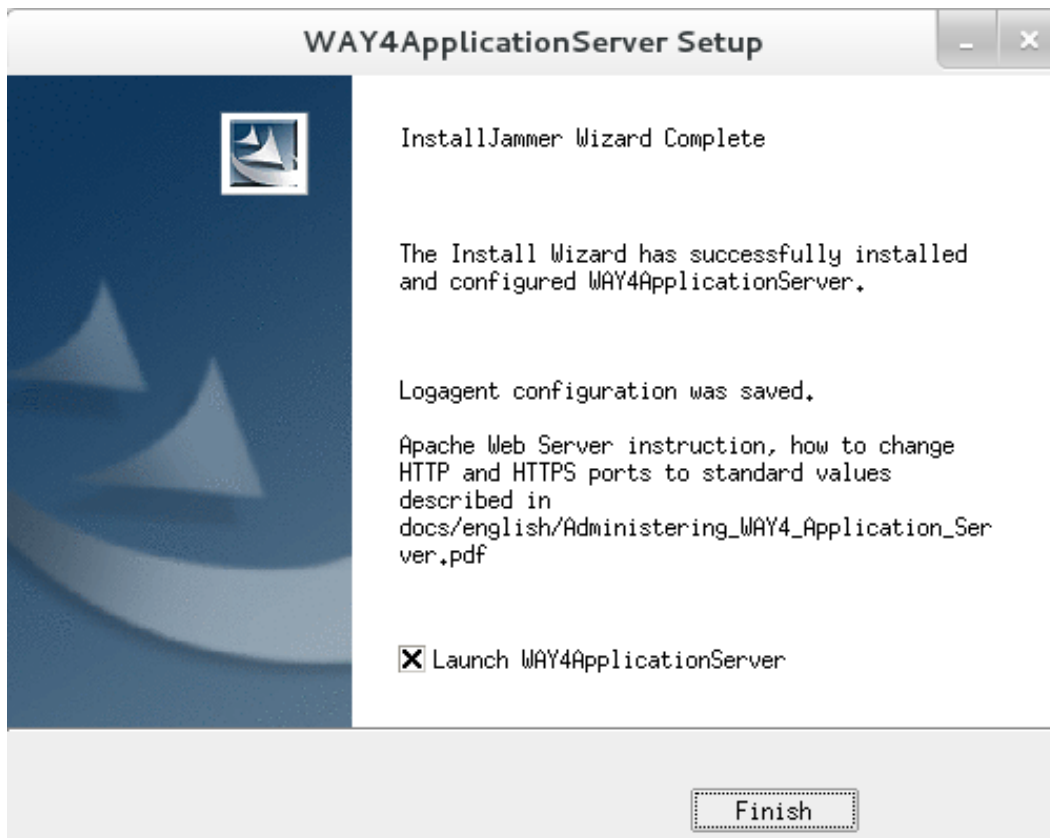 WAY4ApplicationServer Setup
InstallJammer Wizard Complete
The Install Wizard has successfully installed
and configured WAY4ApplicationServer.
Logagent configuration was saved.
Apache Web Server instruction, how to change
HTTP and HTTPS ports to standard values
described in
docs/english/Administering_WAY4_Application_Ser
ver.pdf
Launch WAY4ApplicationServer
Finish